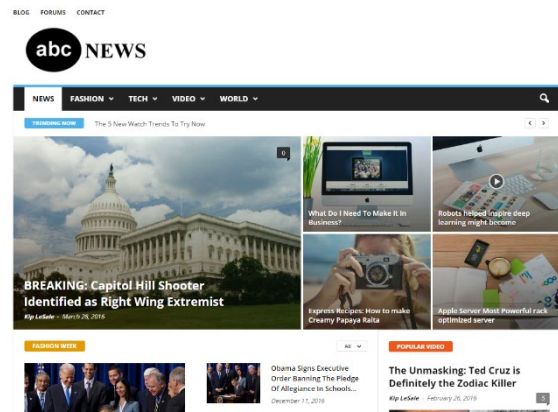 BLOG FORUMS CONTACT
abc NEWS
NEWS FASHION TECH VIDEO WORLD
TRENDING NOW The 5 New Watch Trends To Try Now
0
BREAKING: Capitol Hill Shooter
Identified as Right Wing Extremist
Kip LeSale - March 28, 2016
What Do I Need To Make It In
Business?
Robots helped inspire deep
learning might become
Express Recipes: How to make
Creamy Papaya Raita
Apple Server Most Powerful rack
optimized server
FASHION WEEK
All
Obama Signs Executive
Order Banning The Pledge
Of Allegiance In Schools...
December 11, 2016
POPULAR VIDEO
The Unmasking: Ted Cruz is
Definitely the Zodiac Killer
Kip LeSale - February 26, 2016
5